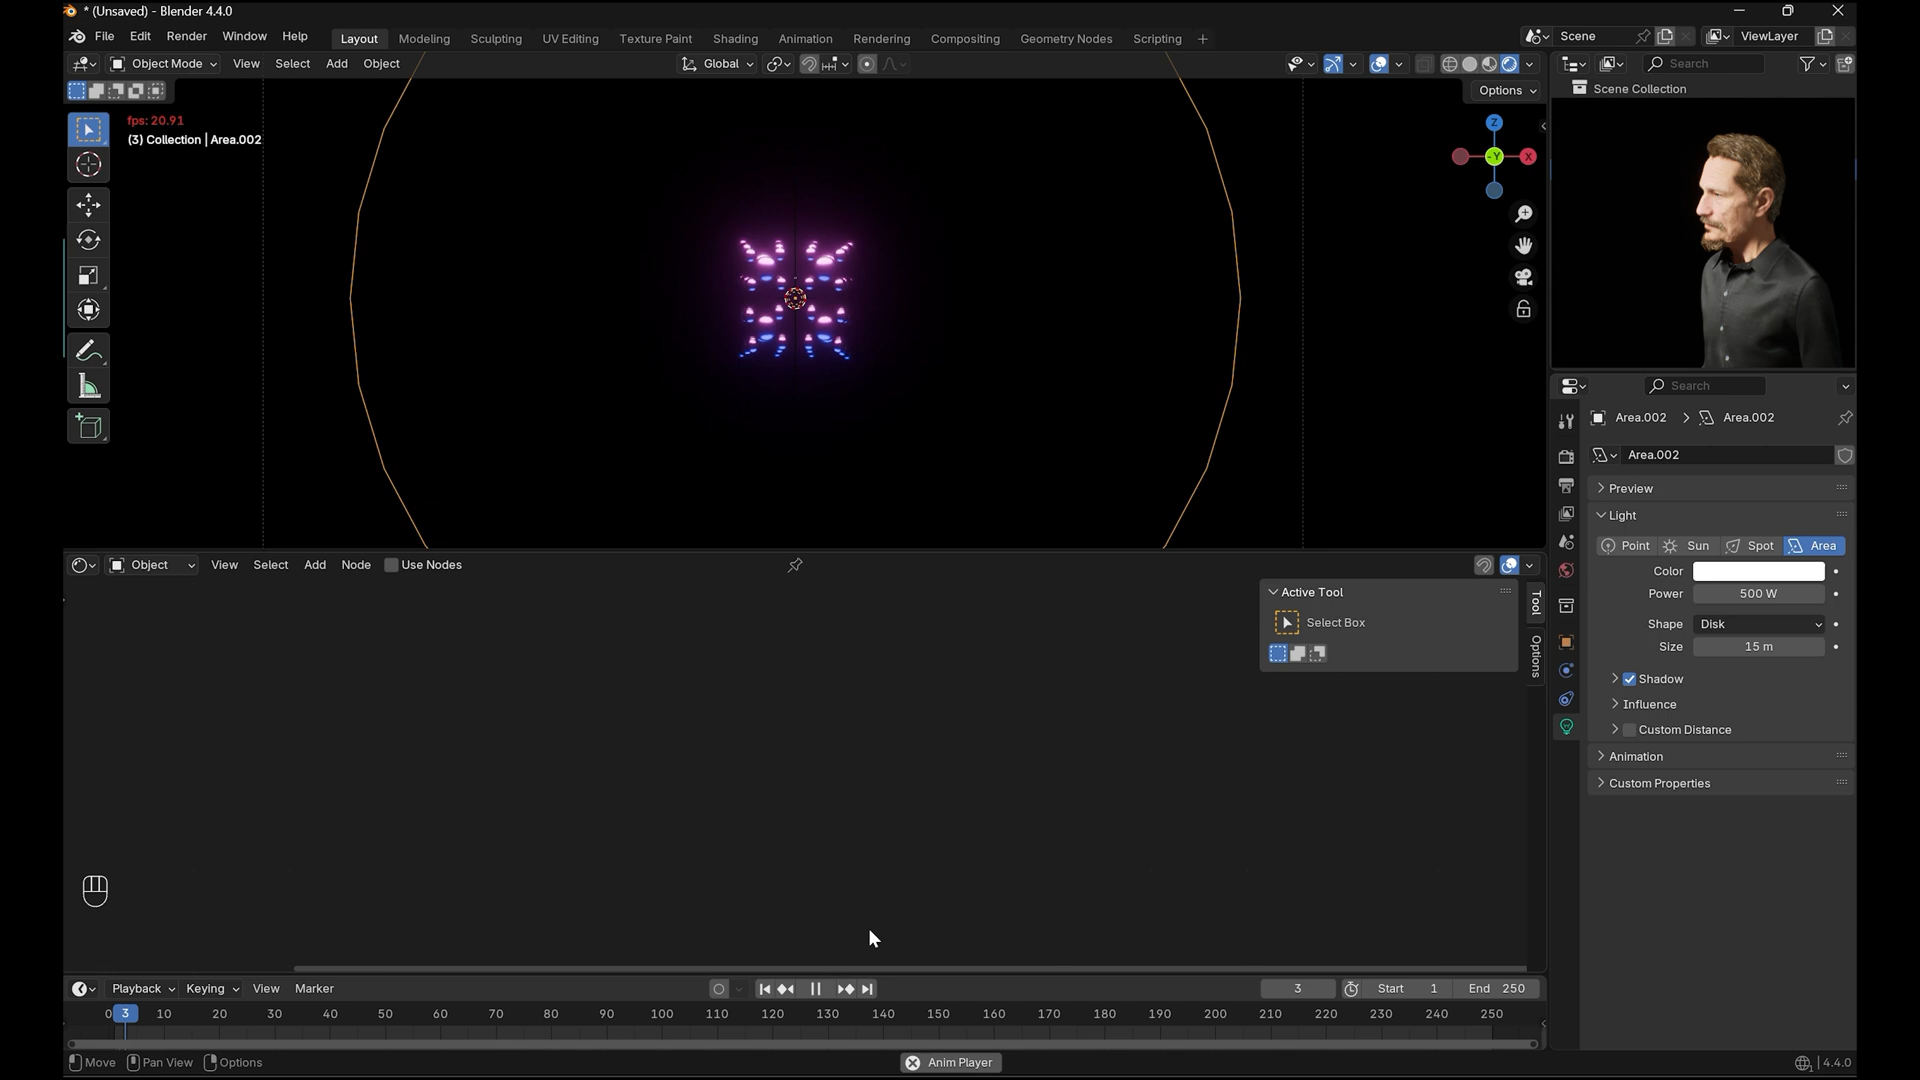 * (Unsaved) - Blender 4.4.0
File Edit Render Window Help Layout Modeling Sculpting UV Editing Texture Paint Shading Animation Rendering Compositing Geometry Nodes Scripting + Scene ViewLayer
Object Mode View Select Add Object Global Search
Options Scene Collection
fps: 20.91
(3) Collection | Area.002
Z
-Y X
Search
Area.002 > Area.002
Area.002
Preview
Light
Point Sun Spot Area
Color
Power 500 W
Shape Disk
Size 15 m
Shadow
Influence
Custom Distance
Animation
Custom Properties
Object View Select Add Node Use Nodes
Active Tool
Select Box
Tool
Options
Playback Keying View Marker 3 Start 1 End 250
0 3 10 20 30 40 50 60 70 80 90 100 110 120 130 140 150 160 170 180 190 200 210 220 230 240 250
Move Pan View Options Anim Player 4.4.0